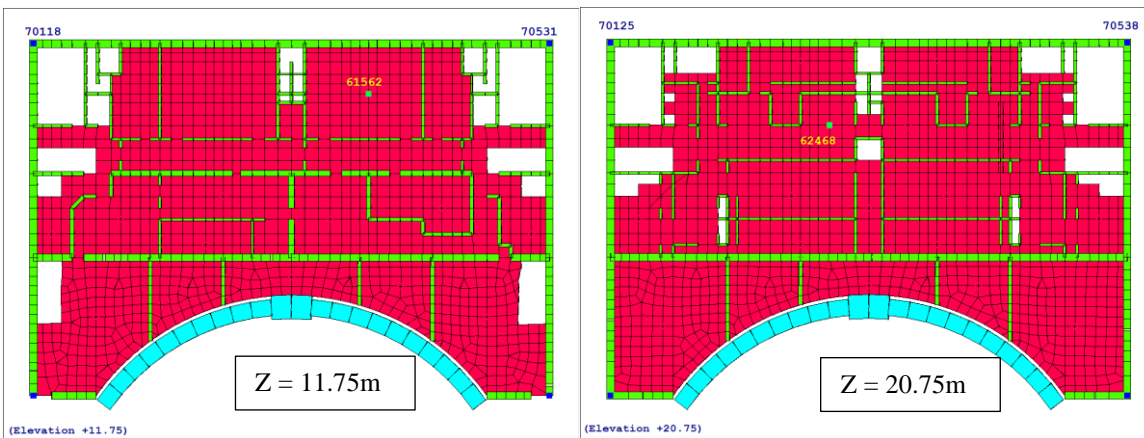 70118 70531
61562
Z = 11.75m
(Elevation +11.75)
70125 70538
62468
Z = 20.75m
(Elevation +20.75)